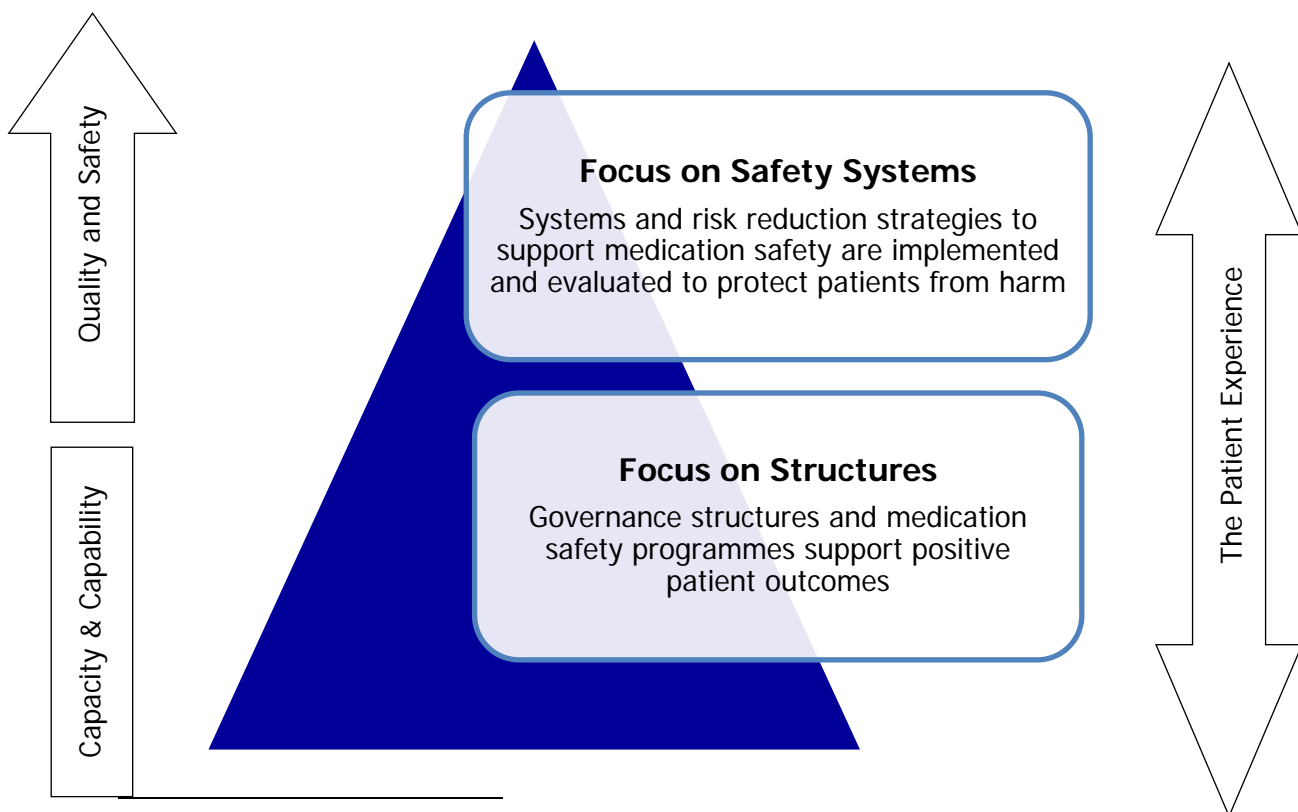 Quality and Safety
Capacity & Capability
Focus on Safety Systems
Systems and risk reduction strategies to
support medication safety are implemented
and evaluated to protect patients from harm
Focus on Structures
Governance structures and medication
safety programmes support positive
patient outcomes
The Patient Experience